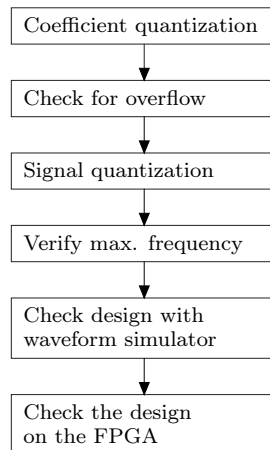 Coefficient quantization
Check for overflow
Signal quantization
Verify max. frequency
Check design with
waveform simulator
Check the design
on the FPGA